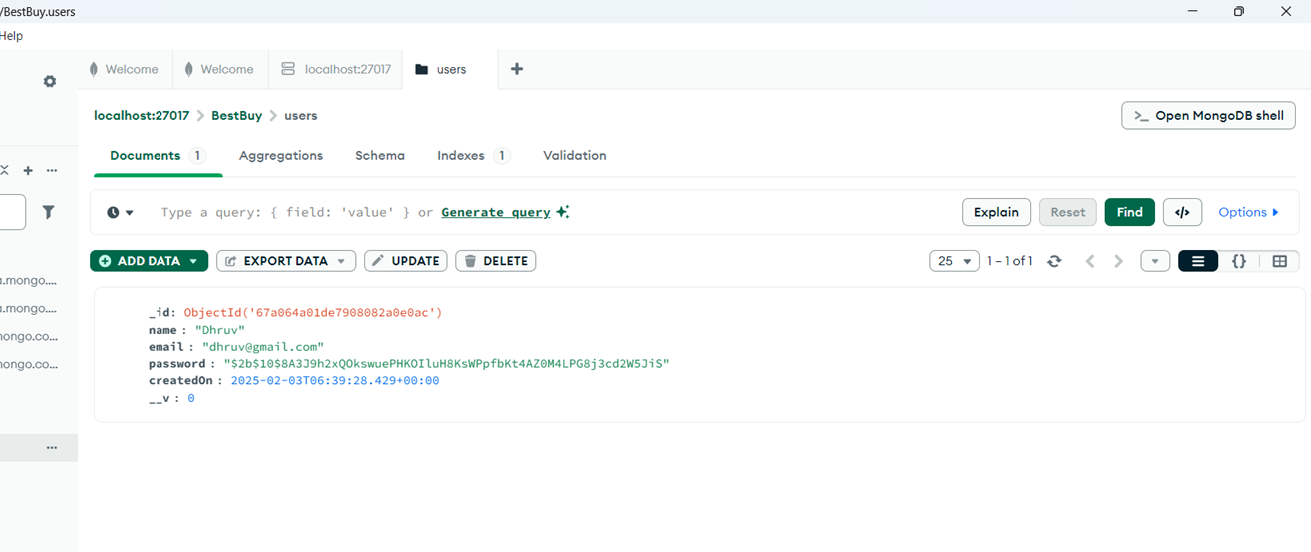 /BestBuy.users
Help
Welcome Welcome localhost:27017 users
localhost:27017 BestBuy users
>_ Open MongoDB shell
Documents 1 Aggregations Schema Indexes 1 Validation
Type a query: { field: 'value' } or Generate query
Explain Reset Find </> Options
ADD DATA EXPORT DATA UPDATE DELETE
25 1–1 of 1 {}
a.mongo....
a.mongo....
mongo.co...
mongo.co...
_id: ObjectId('67a064a01de7908082a0e0ac')
name : "Dhruv"
email : "dhruv@gmail.com"
password : "$2b$10$8A3J9h2xQOkswuePHKOIluH8KsWPpfbKt4AZ0M4LPG8j3cd2W5JiS"
createdOn : 2025-02-03T06:39:28.429+00:00
__v : 0